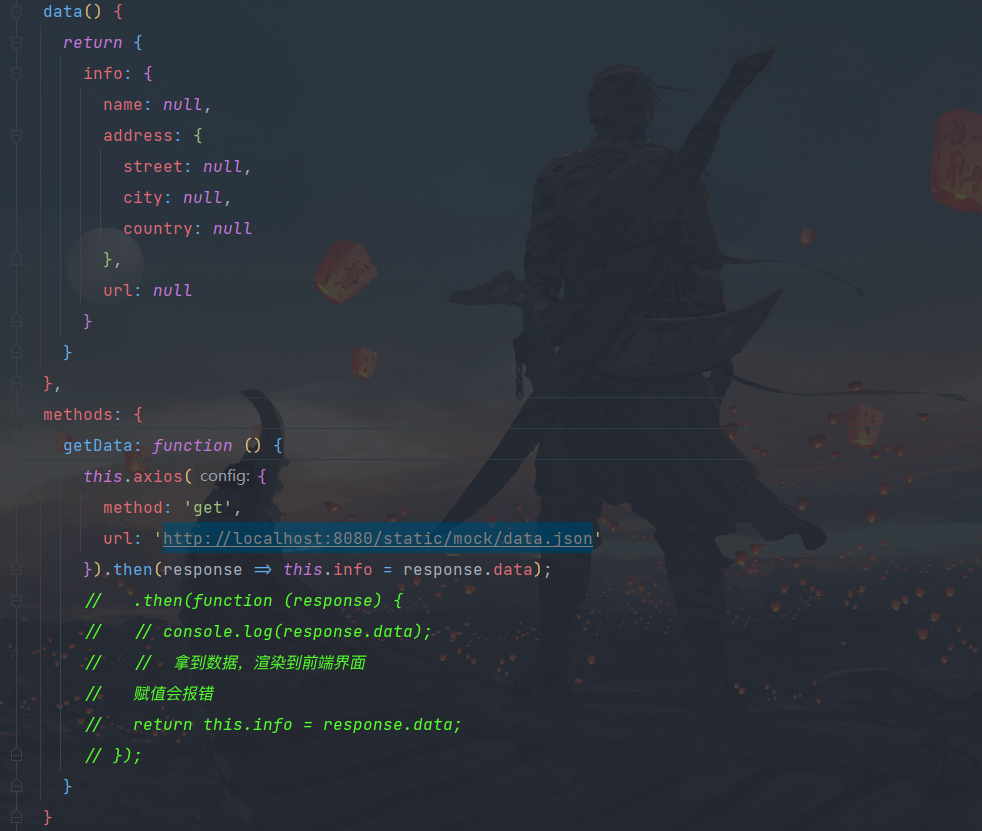 data() {
return {
info: {
name: null,
address: {
street: null,
city: null,
country: null
},
url: null
}
}
},
methods: {
getData: function () {
this.axios( config: {
method: 'get',
url: 'http://localhost:8080/static/mock/data.json'
}).then(response => this.info = response.data);
//   .then(function (response) {
//   // console.log(response.data);
//   //  拿到数据，渲染到前端界面
//   赋值会报错
//   return this.info = response.data;
// });
}
}